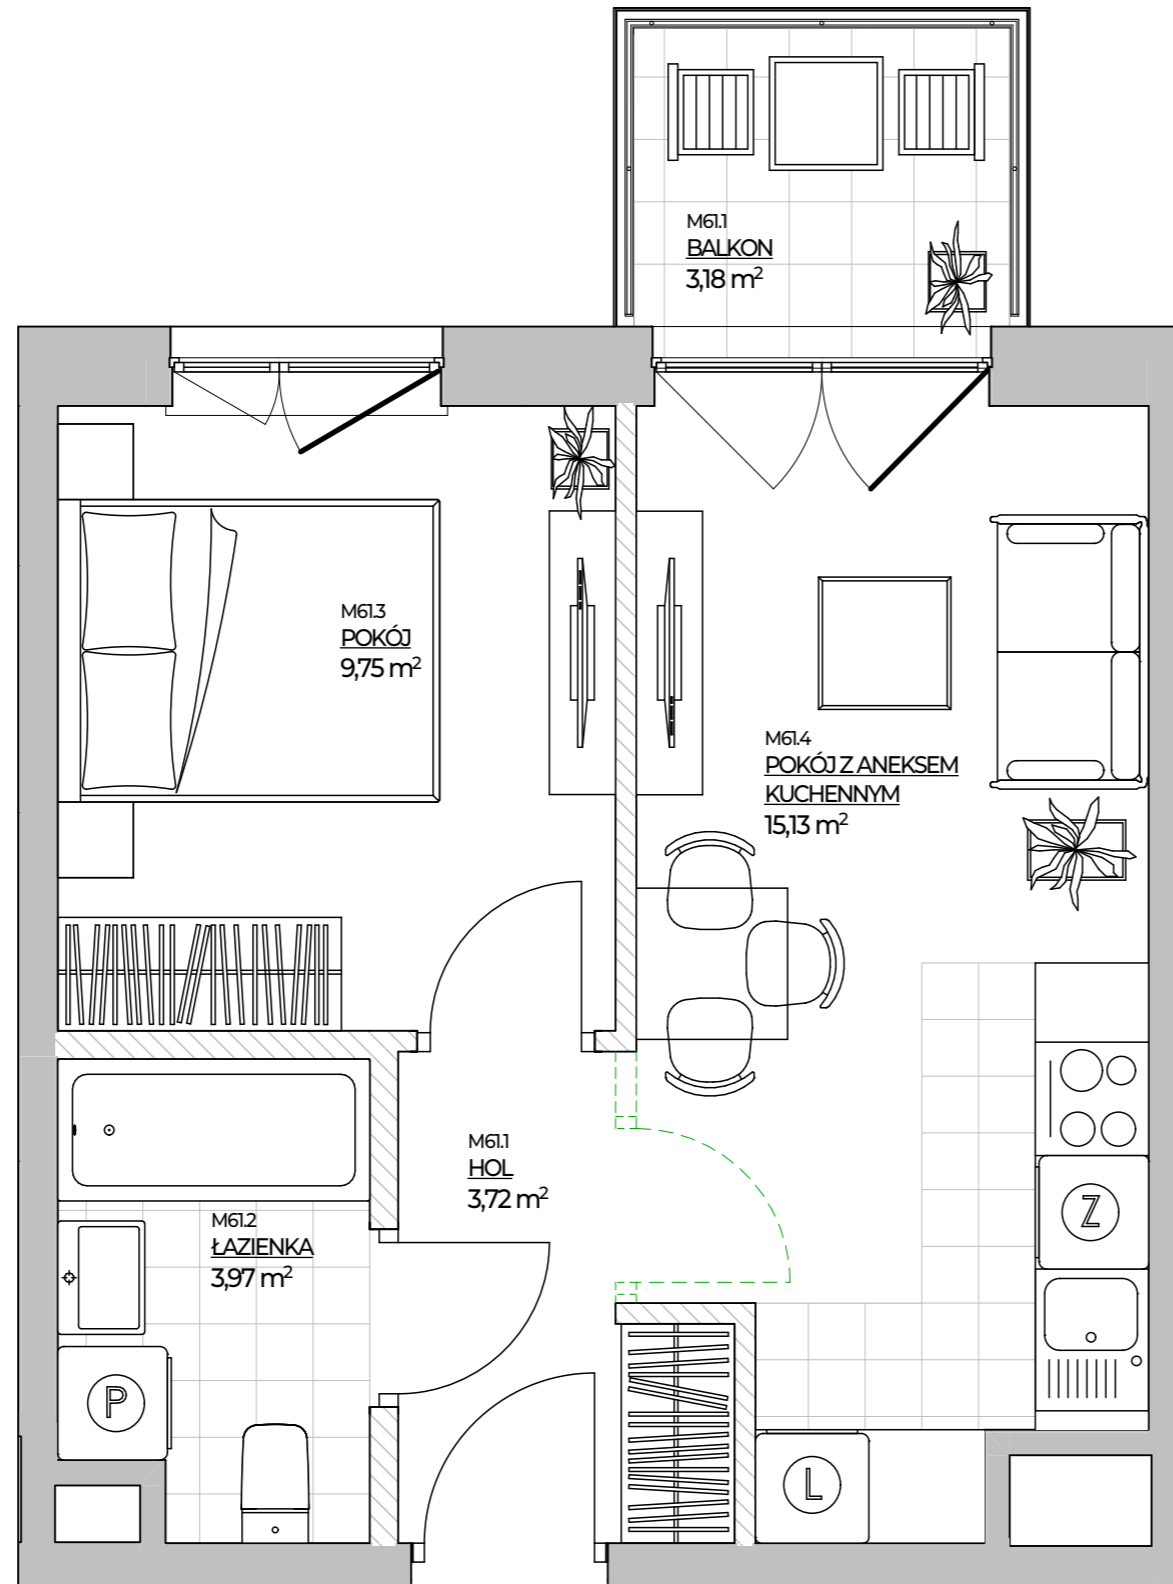 M61.1
BALKON
3,18 m²
M61.3
POKÓJ
9,75 m²
M61.4
POKÓJ Z ANEKSEM
KUCHENNYM
15,13 m²
M61.1
HOL
3,72 m²
M61.2
ŁAZIENKA
3,97 m²
Z
P
L